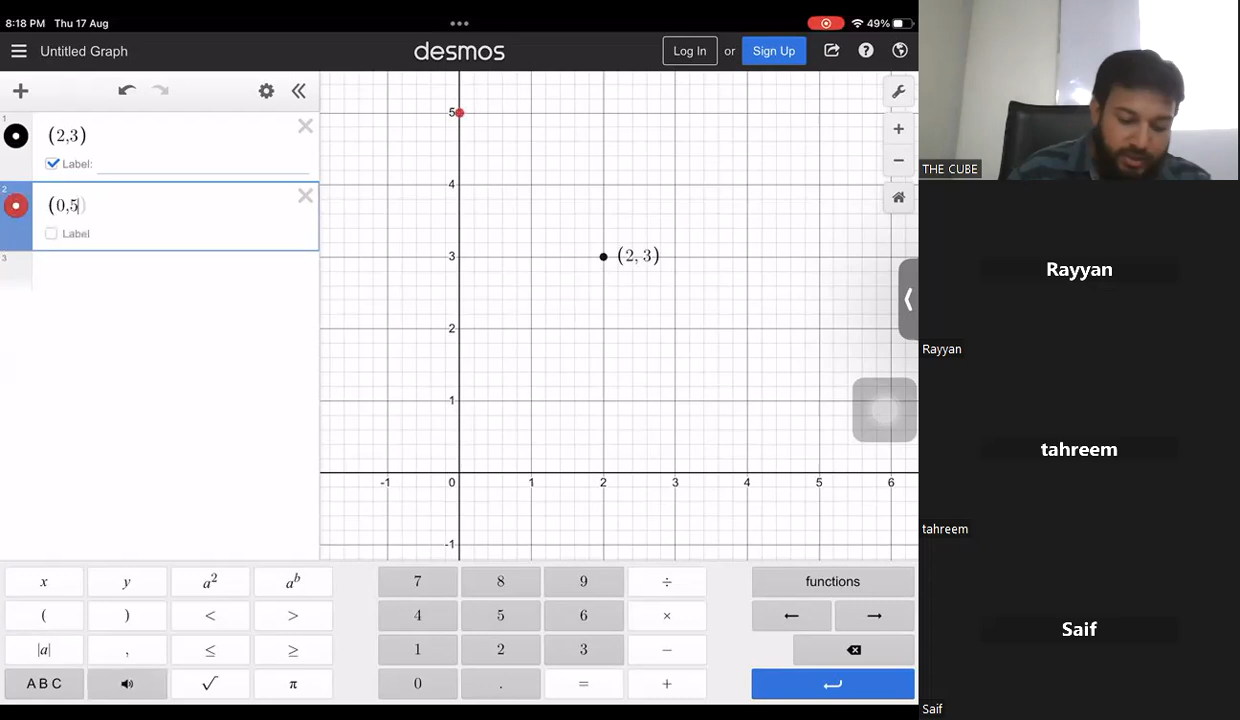 8:18 PM Thu 17 Aug
49%
Untitled Graph
desmos
Log In or Sign Up
1
(2,3)
Label:
2
(0,5)
Label
3
5
4
3
2
1
-1
(2, 3)
-1 0 1 2 3 4 5 6
x y a² aᵇ 7 8 9 ÷ functions
( ) < > 4 5 6 × ← →
|a| , ≤ ≥ 1 2 3 −
A B C √ π 0 . = +
THE CUBE
Rayyan
Rayyan
tahreem
tahreem
Saif
Saif